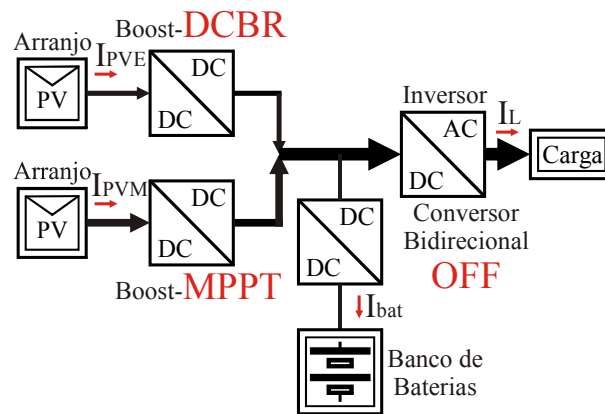 Boost-DCBR
Arranjo
IPVE
PV
DC
DC
Arranjo
IPVM
PV
DC
DC
Boost-MPPT
Inversor
AC
DC
IL
Carga
DC
DC
Conversor
Bidirecional
OFF
Ibat
Banco de
Baterias